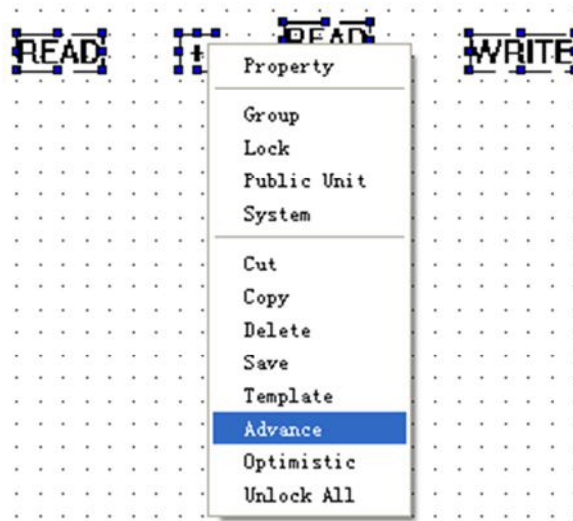 READ
+
READ
WRITE
Property
Group
Lock
Public Unit
System
Cut
Copy
Delete
Save
Template
Advance
Optimistic
Unlock All